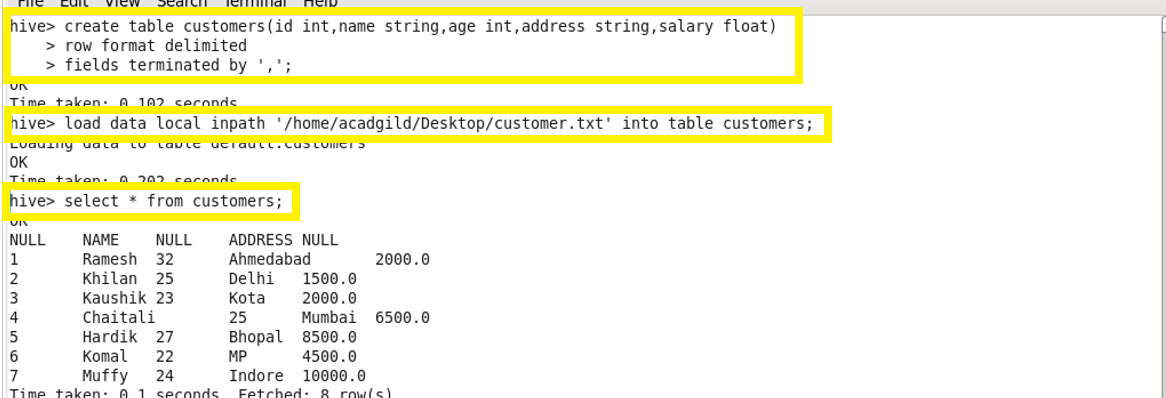 File Edit View Search Terminal Help
hive> create table customers(id int,name string,age int,address string,salary float)
> row format delimited
> fields terminated by ',';
OK
Time taken: 0.102 seconds
hive> load data local inpath '/home/acadgild/Desktop/customer.txt' into table customers;
Loading data to table default.customers
OK
Time taken: 0.202 seconds
hive> select * from customers;
OK
NULL NAME NULL ADDRESS NULL
1 Ramesh 32 Ahmedabad 2000.0
2 Khilan 25 Delhi 1500.0
3 Kaushik 23 Kota 2000.0
4 Chaitali 25 Mumbai 6500.0
5 Hardik 27 Bhopal 8500.0
6 Komal 22 MP 4500.0
7 Muffy 24 Indore 10000.0
Time taken: 0.1 seconds, Fetched: 8 row(s)